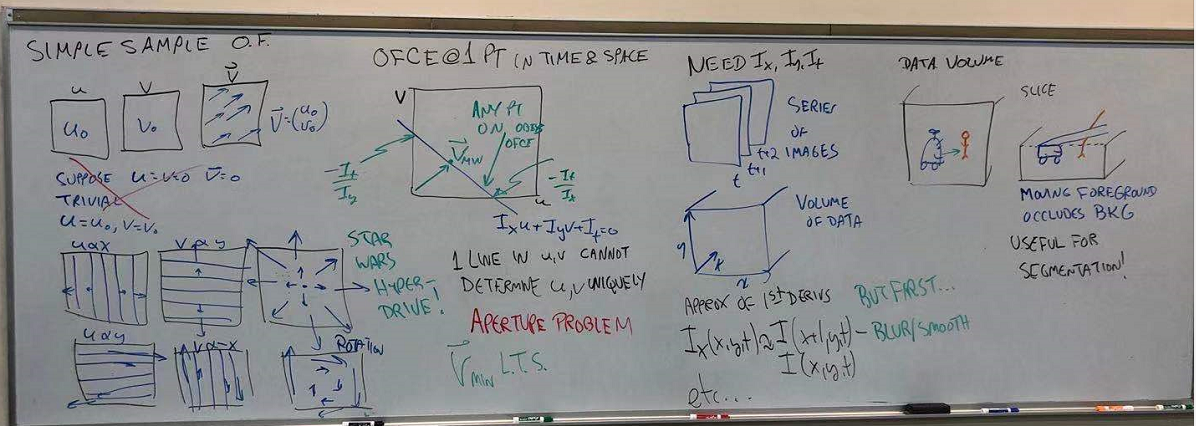 SIMPLE SAMPLE O.F.
u
v
V
u₀
v₀
V=(u₀ v₀)
SUPPOSE u=v=0 V=0
TRIVIAL
u=u₀, v=v₀
u α x
v α y
STAR
WARS
HYPER-
DRIVE!
u α y
v α -x
ROTATION
OFCE@1 PT IN TIME & SPACE
V
ANY PT
ON
OFCE
-It/Iy
-It/Ix
u
Ixu+Iyv+It=0
1 LINE IN u,v CANNOT
DETERMINE u,v UNIQUELY
APERTURE PROBLEM
VMIN L.T.S.
NEED Ix, Iy, It
SERIES
OF
IMAGES
t
t+1
t+2
VOLUME
OF DATA
y
x
APPROX OF 1ST DERIVS
BUT FIRST...
Ix(x,y,t)≈I(x+1,y,t)-
I(x,y,t)
BLUR/SMOOTH
etc...
DATA VOLUME
SLICE
MOVING FOREGROUND
OCCLUDES BKG
USEFUL FOR
SEGMENTATION!